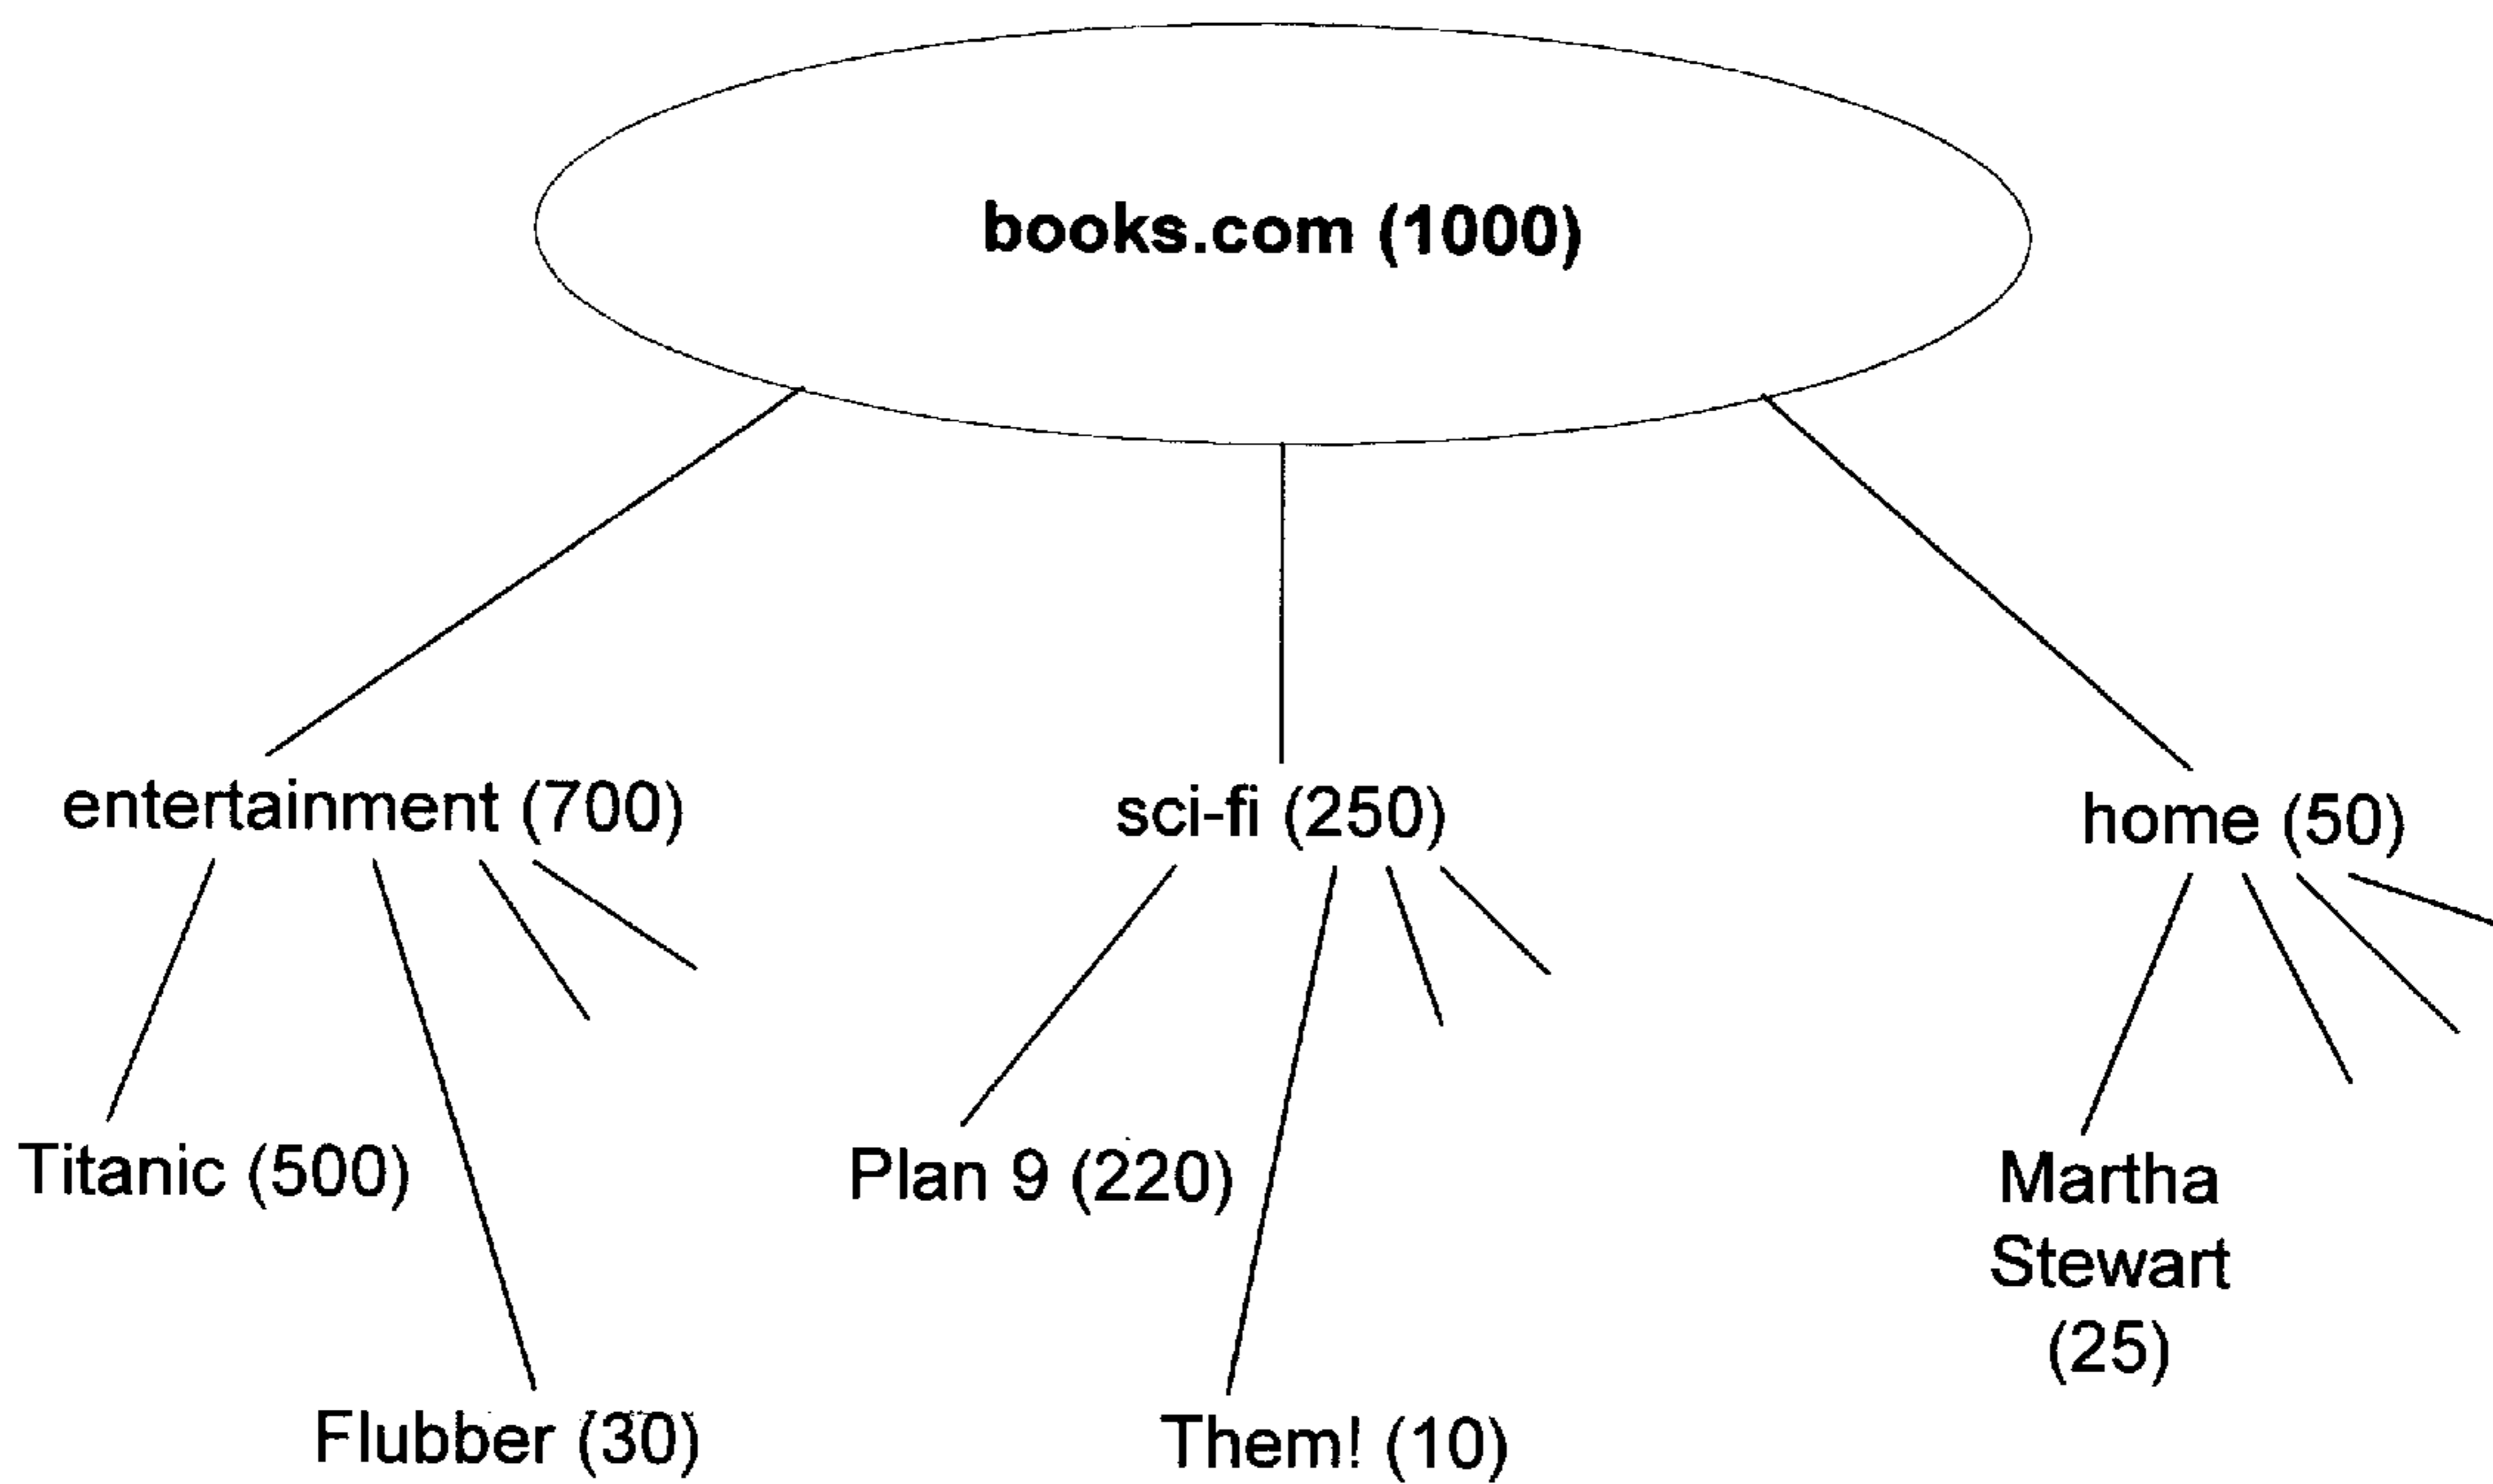 books.com (1000)
entertainment (700)
sci-fi (250)
home (50)
Titanic (500)
Plan 9 (220)
Martha
Stewart
(25)
Flubber (30)
Them! (10)